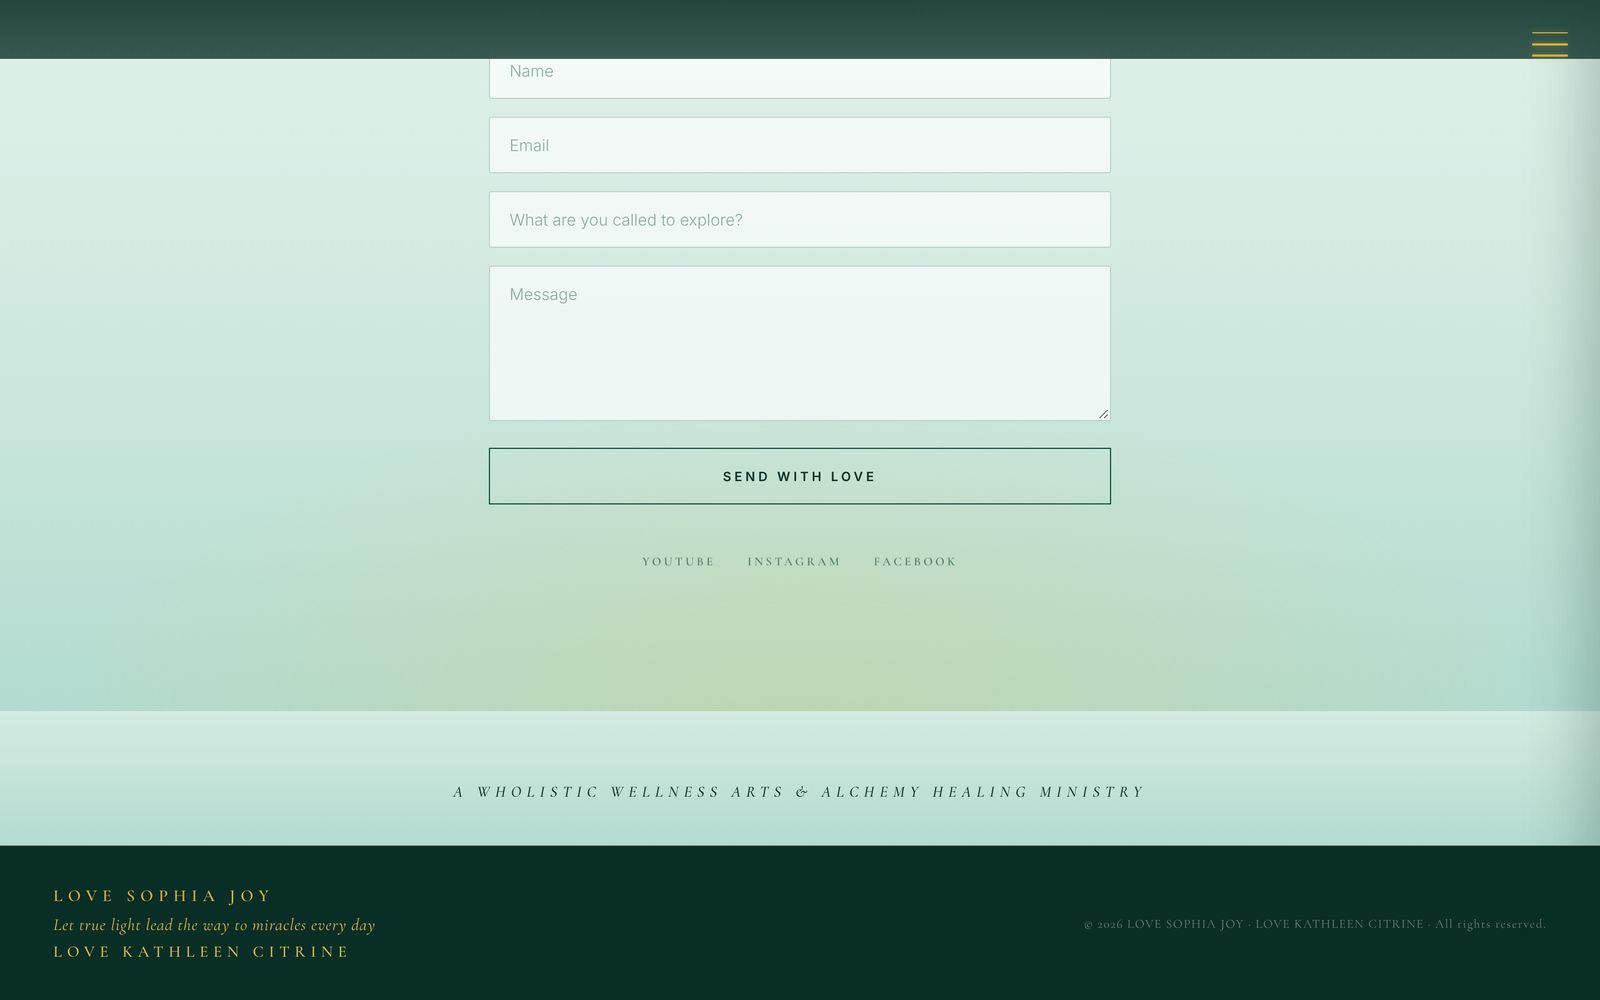 Name
Email
What are you called to explore?
Message
SEND WITH LOVE
YOUTUBE INSTAGRAM FACEBOOK
A WHOLISTIC WELLNESS ARTS & ALCHEMY HEALING MINISTRY
LOVE SOPHIA JOY
Let true light lead the way to miracles every day
LOVE KATHLEEN CITRINE
© 2026 LOVE SOPHIA JOY · LOVE KATHLEEN CITRINE · All rights reserved.